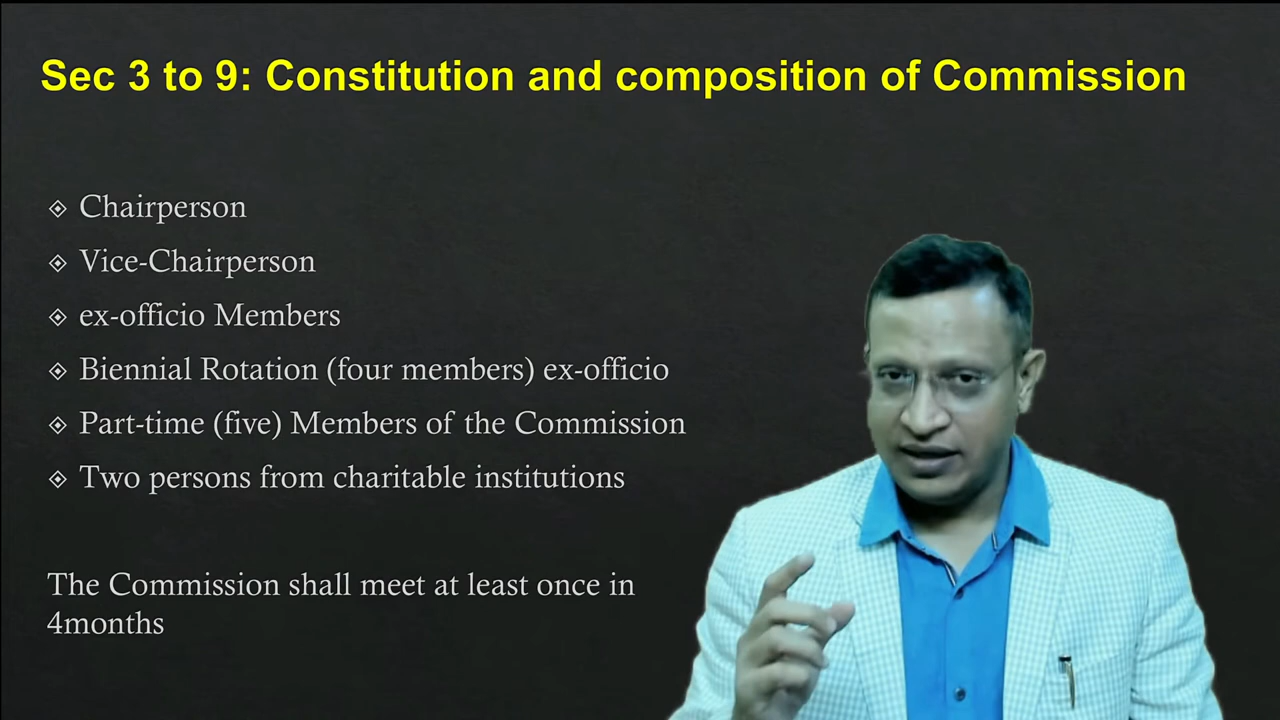 Sec 3 to 9: Constitution and composition of Commission
Chairperson
Vice-Chairperson
ex-officio Members
Biennial Rotation (four members) ex-officio
Part-time (five) Members of the Commission
Two persons from charitable institutions
The Commission shall meet at least once in
4months